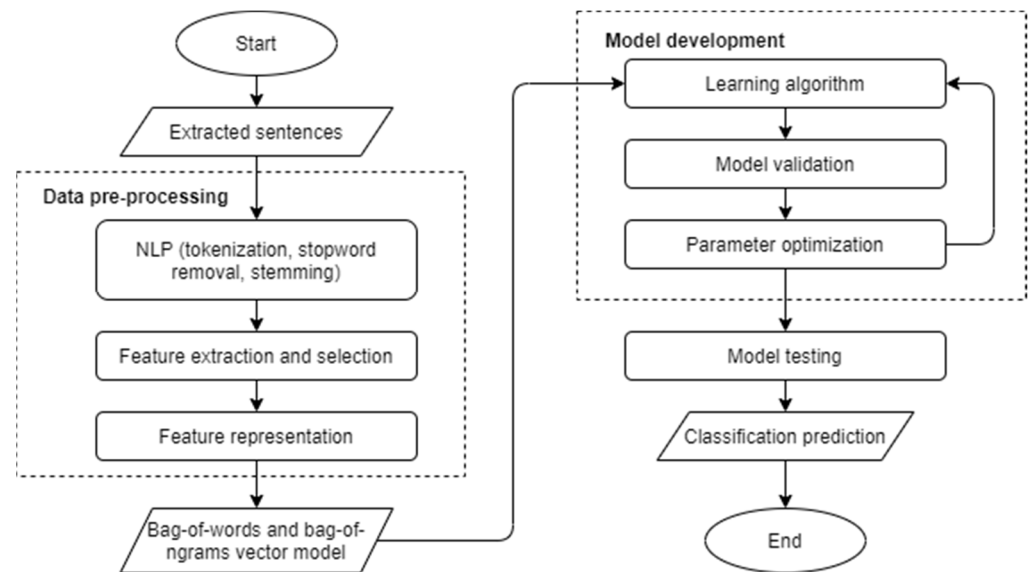 Start
Extracted sentences
Data pre-processing
NLP (tokenization, stopword
removal, stemming)
Feature extraction and selection
Feature representation
Bag-of-words and bag-of-
ngrams vector model
Model development
Learning algorithm
Model validation
Parameter optimization
Model testing
Classification prediction
End